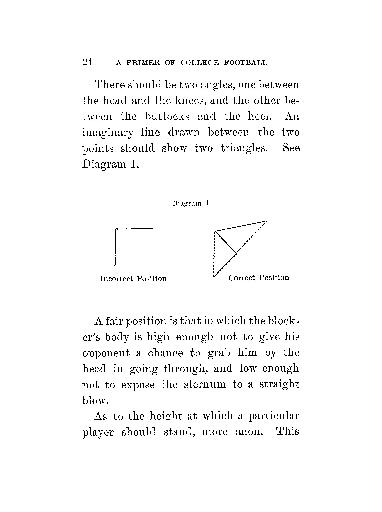 24 A PRIMER OF COLLEGE FOOTBALL
There should be two angles, one between
the head and the knees, and the other be-
tween the buttocks and the heel. An
imaginary line drawn between the two
points should show two triangles. See
Diagram 1.
Diagram 1
Incorrect Position Correct Position
A fair position is that in which the block-
er's body is high enough not to give his
opponent a chance to grab him by the
head in going through, and low enough
not to expose the sternum to a straight
blow.
As to the height at which a particular
player should stand, more anon. This